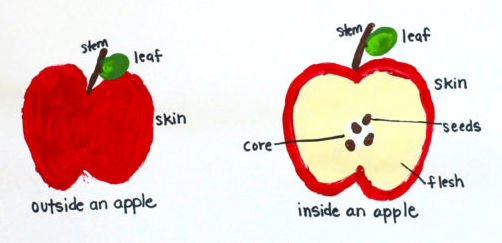 stem
leaf
skin
outside an apple
stem
leaf
skin
seeds
core
flesh
inside an apple